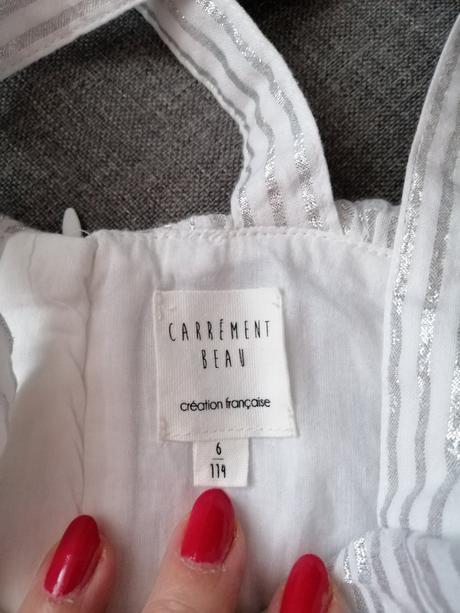 CARRÉMENT
BEAU
création française
6
114